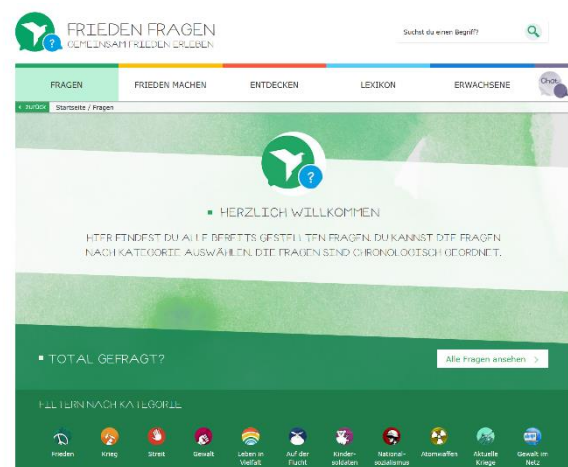 FRIEDEN FRAGEN
GEMEINSAM FRIEDEN ERLEBEN
Suchst du einen Begriff?
FRAGEN
FRIEDEN MACHEN
ENTDECKEN
LEXIKON
ERWACHSENE
Chat
zurück
Startseite / Fragen
HERZLICH WILLKOMMEN
HIER FINDEST DU ALLE BEREITS GESTELLTEN FRAGEN. DU KANNST DIE FRAGEN
NACH KATEGORIE AUSWÄHLEN. DIE FRAGEN SIND CHRONOLOGISCH GEORDNET.
TOTAL GEFRAGT?
Alle Fragen ansehen >
FILTERN NACH KATEGORIE
Frieden
Krieg
Streit
Gewalt
Leben in
Vielfalt
Auf der
Flucht
Kinder-
soldaten
National-
sozialismus
Atomwaffen
Aktuelle
Kriege
Gewalt im
Netz